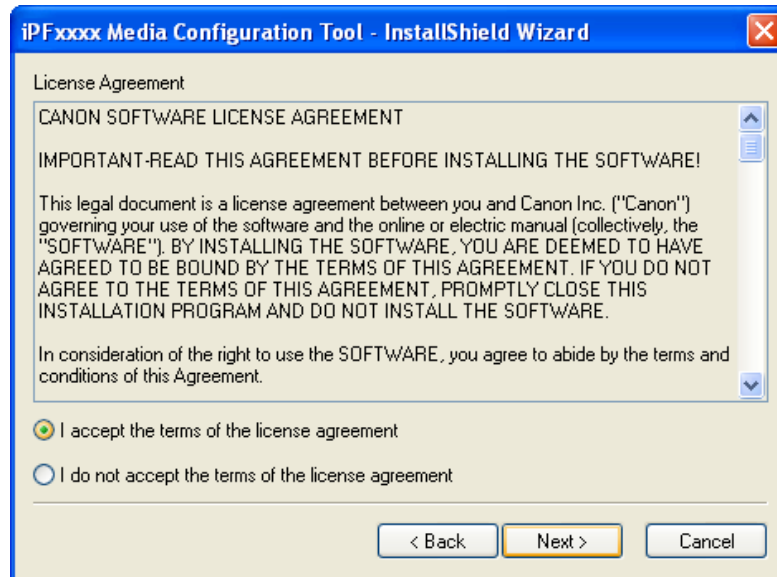 iPFxxxx Media Configuration Tool - InstallShield Wizard
License Agreement
CANON SOFTWARE LICENSE AGREEMENT
IMPORTANT-READ THIS AGREEMENT BEFORE INSTALLING THE SOFTWARE!
This legal document is a license agreement between you and Canon Inc. ("Canon")
governing your use of the software and the online or electric manual (collectively, the
"SOFTWARE"). BY INSTALLING THE SOFTWARE, YOU ARE DEEMED TO HAVE
AGREED TO BE BOUND BY THE TERMS OF THIS AGREEMENT. IF YOU DO NOT
AGREE TO THE TERMS OF THIS AGREEMENT, PROMPTLY CLOSE THIS
INSTALLATION PROGRAM AND DO NOT INSTALL THE SOFTWARE.
In consideration of the right to use the SOFTWARE, you agree to abide by the terms and
conditions of this Agreement.
I accept the terms of the license agreement
I do not accept the terms of the license agreement
< Back Next > Cancel